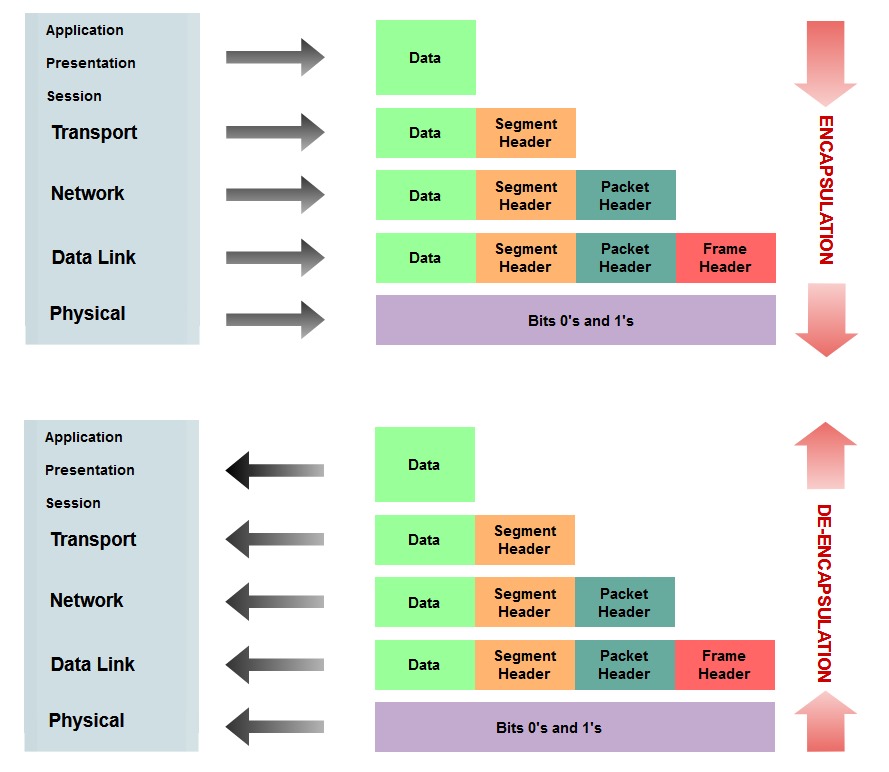 Application
Presentation
Session
Transport
Network
Data Link
Physical
Data
Data
Segment
Header
Data
Segment
Header
Packet
Header
Data
Segment
Header
Packet
Header
Frame
Header
Bits 0's and 1's
ENCAPSULATION
Application
Presentation
Session
Transport
Network
Data Link
Physical
Data
Data
Segment
Header
Data
Segment
Header
Packet
Header
Data
Segment
Header
Packet
Header
Frame
Header
Bits 0's and 1's
DE-ENCAPSULATION